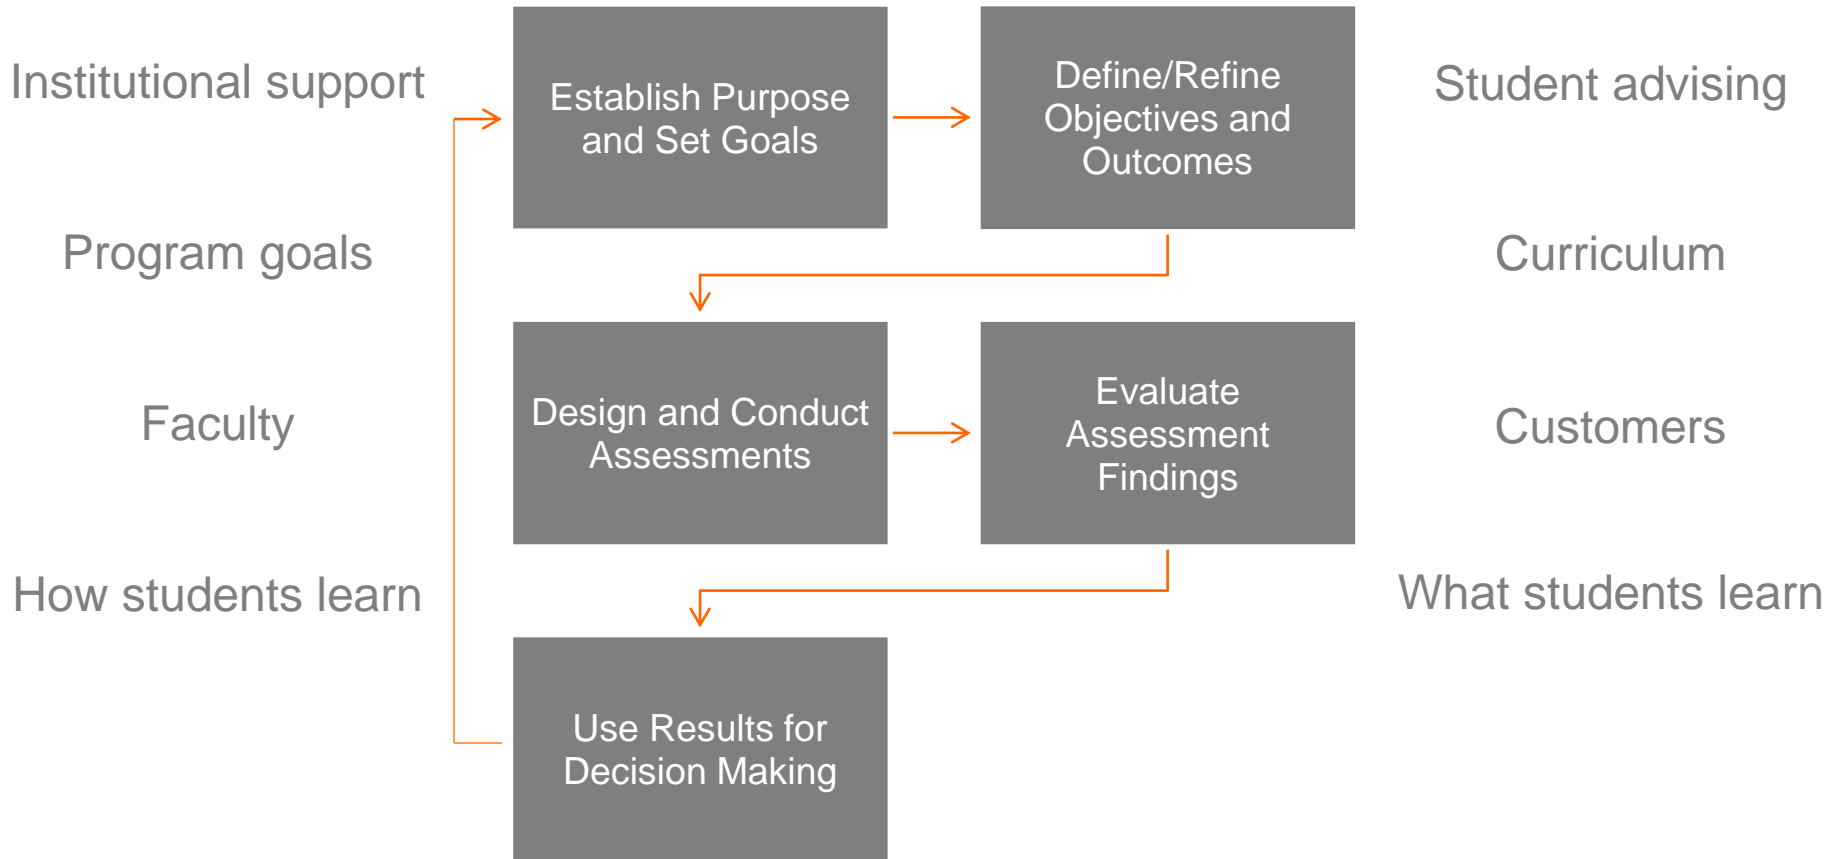 Institutional support
Establish Purpose
and Set Goals
Define/Refine
Objectives and
Outcomes
Student advising
Program goals
Curriculum
Faculty
Design and Conduct
Assessments
Evaluate
Assessment
Findings
Customers
How students learn
What students learn
Use Results for
Decision Making